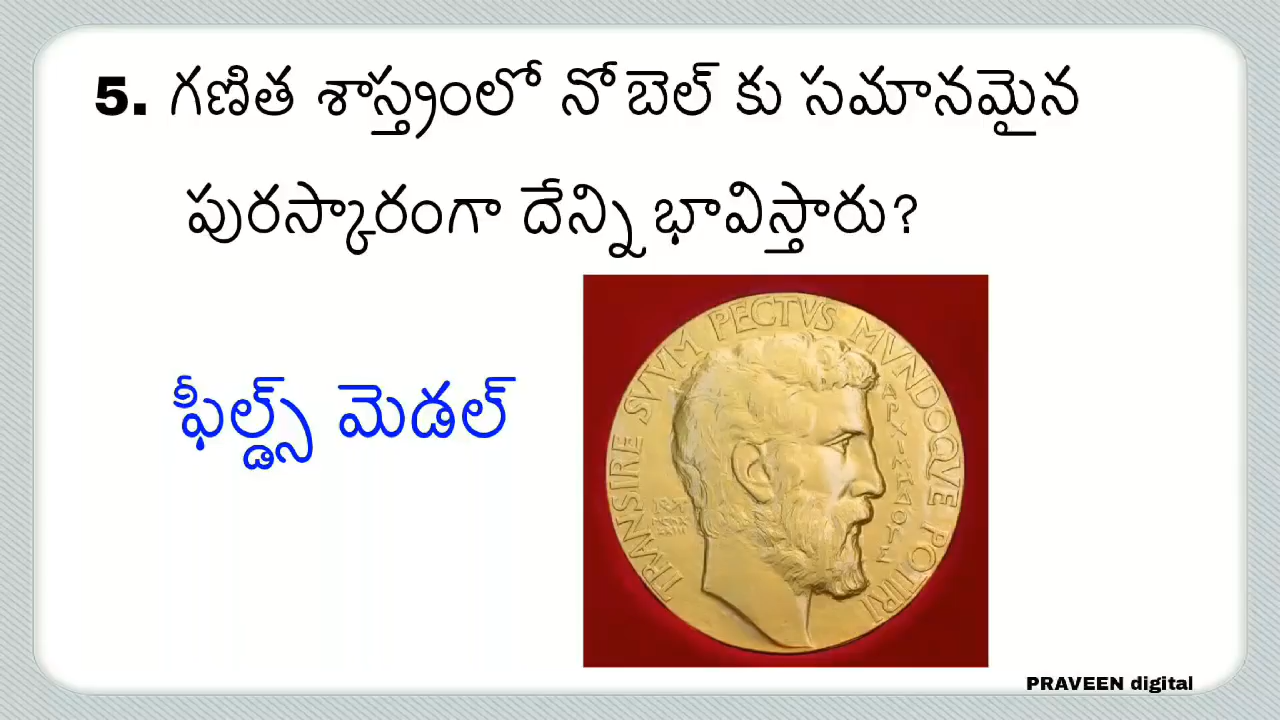 5. గణిత శాస్త్రంలో నోబెల్ కు సమానమైన
పురస్కారంగా దేన్ని భావిస్తారు?
ఫీల్డ్స్ మెడల్
TRANSIRE SVVM PECTVS MVNDOQVE POTIRI
PRAVEEN digital